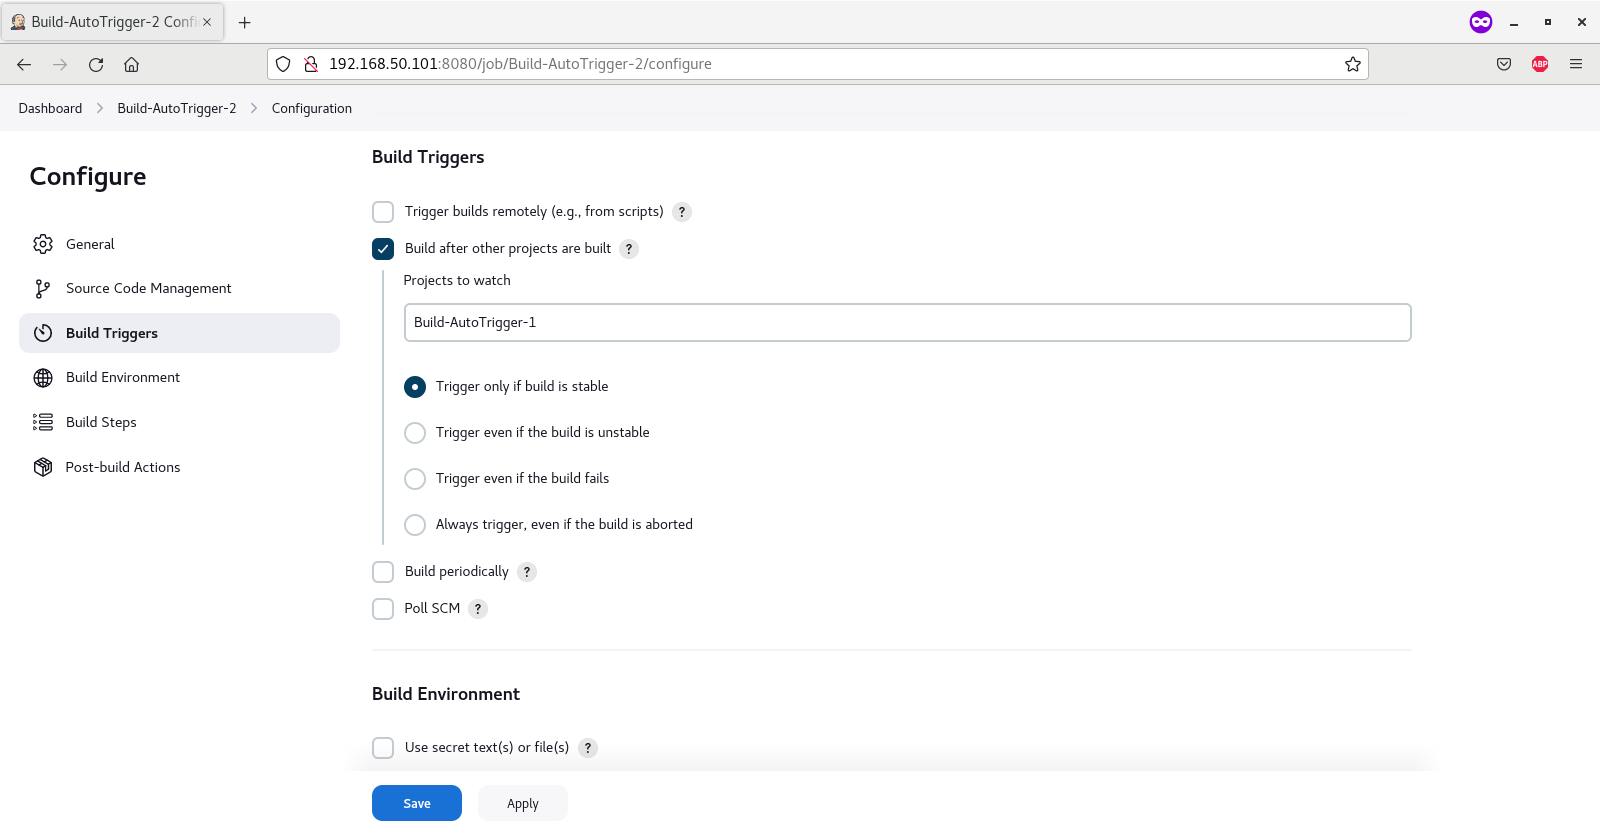 Build-AutoTrigger-2 Confi
192.168.50.101:8080/job/Build-AutoTrigger-2/configure
ABP
Dashboard > Build-AutoTrigger-2 > Configuration
Configure
General
Source Code Management
Build Triggers
Build Environment
Build Steps
Post-build Actions
Build Triggers
Trigger builds remotely (e.g., from scripts) ?
Build after other projects are built ?
Projects to watch
Build-AutoTrigger-1
Trigger only if build is stable
Trigger even if the build is unstable
Trigger even if the build fails
Always trigger, even if the build is aborted
Build periodically ?
Poll SCM ?
Build Environment
Use secret text(s) or file(s) ?
Save
Apply